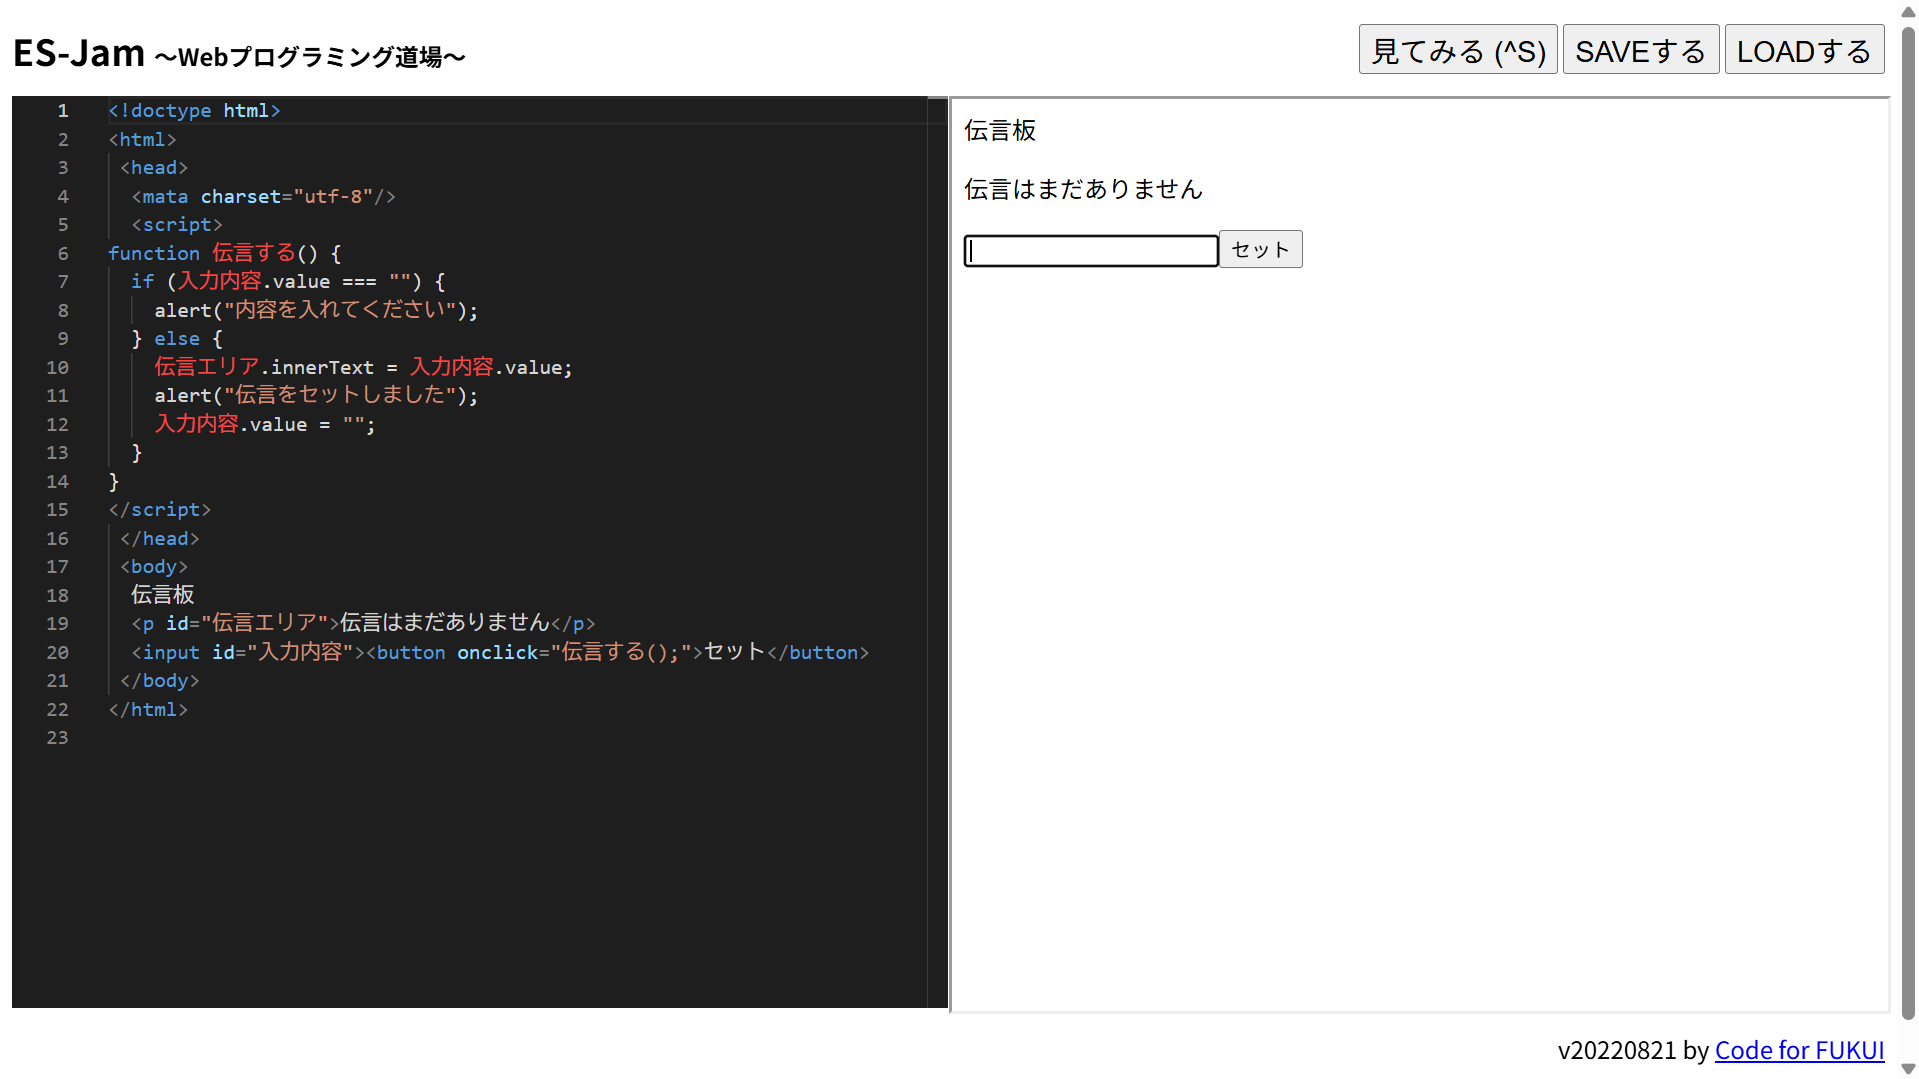 ES-Jam 〜Webプログラミング道場〜
見てみる (^S) SAVEする LOADする
1 <!doctype html>
2 <html>
3 <head>
4 <mata charset="utf-8"/>
5 <script>
6 function 伝言する() {
7 if (入力内容.value === "") {
8 alert("内容を入れてください");
9 } else {
10 伝言エリア.innerText = 入力内容.value;
11 alert("伝言をセットしました");
12 入力内容.value = "";
13 }
14 }
15 </script>
16 </head>
17 <body>
18 伝言板
19 <p id="伝言エリア">伝言はまだありません</p>
20 <input id="入力内容"><button onclick="伝言する();">セット</button>
21 </body>
22 </html>
23
伝言板
伝言はまだありません
セット
v20220821 by Code for FUKUI